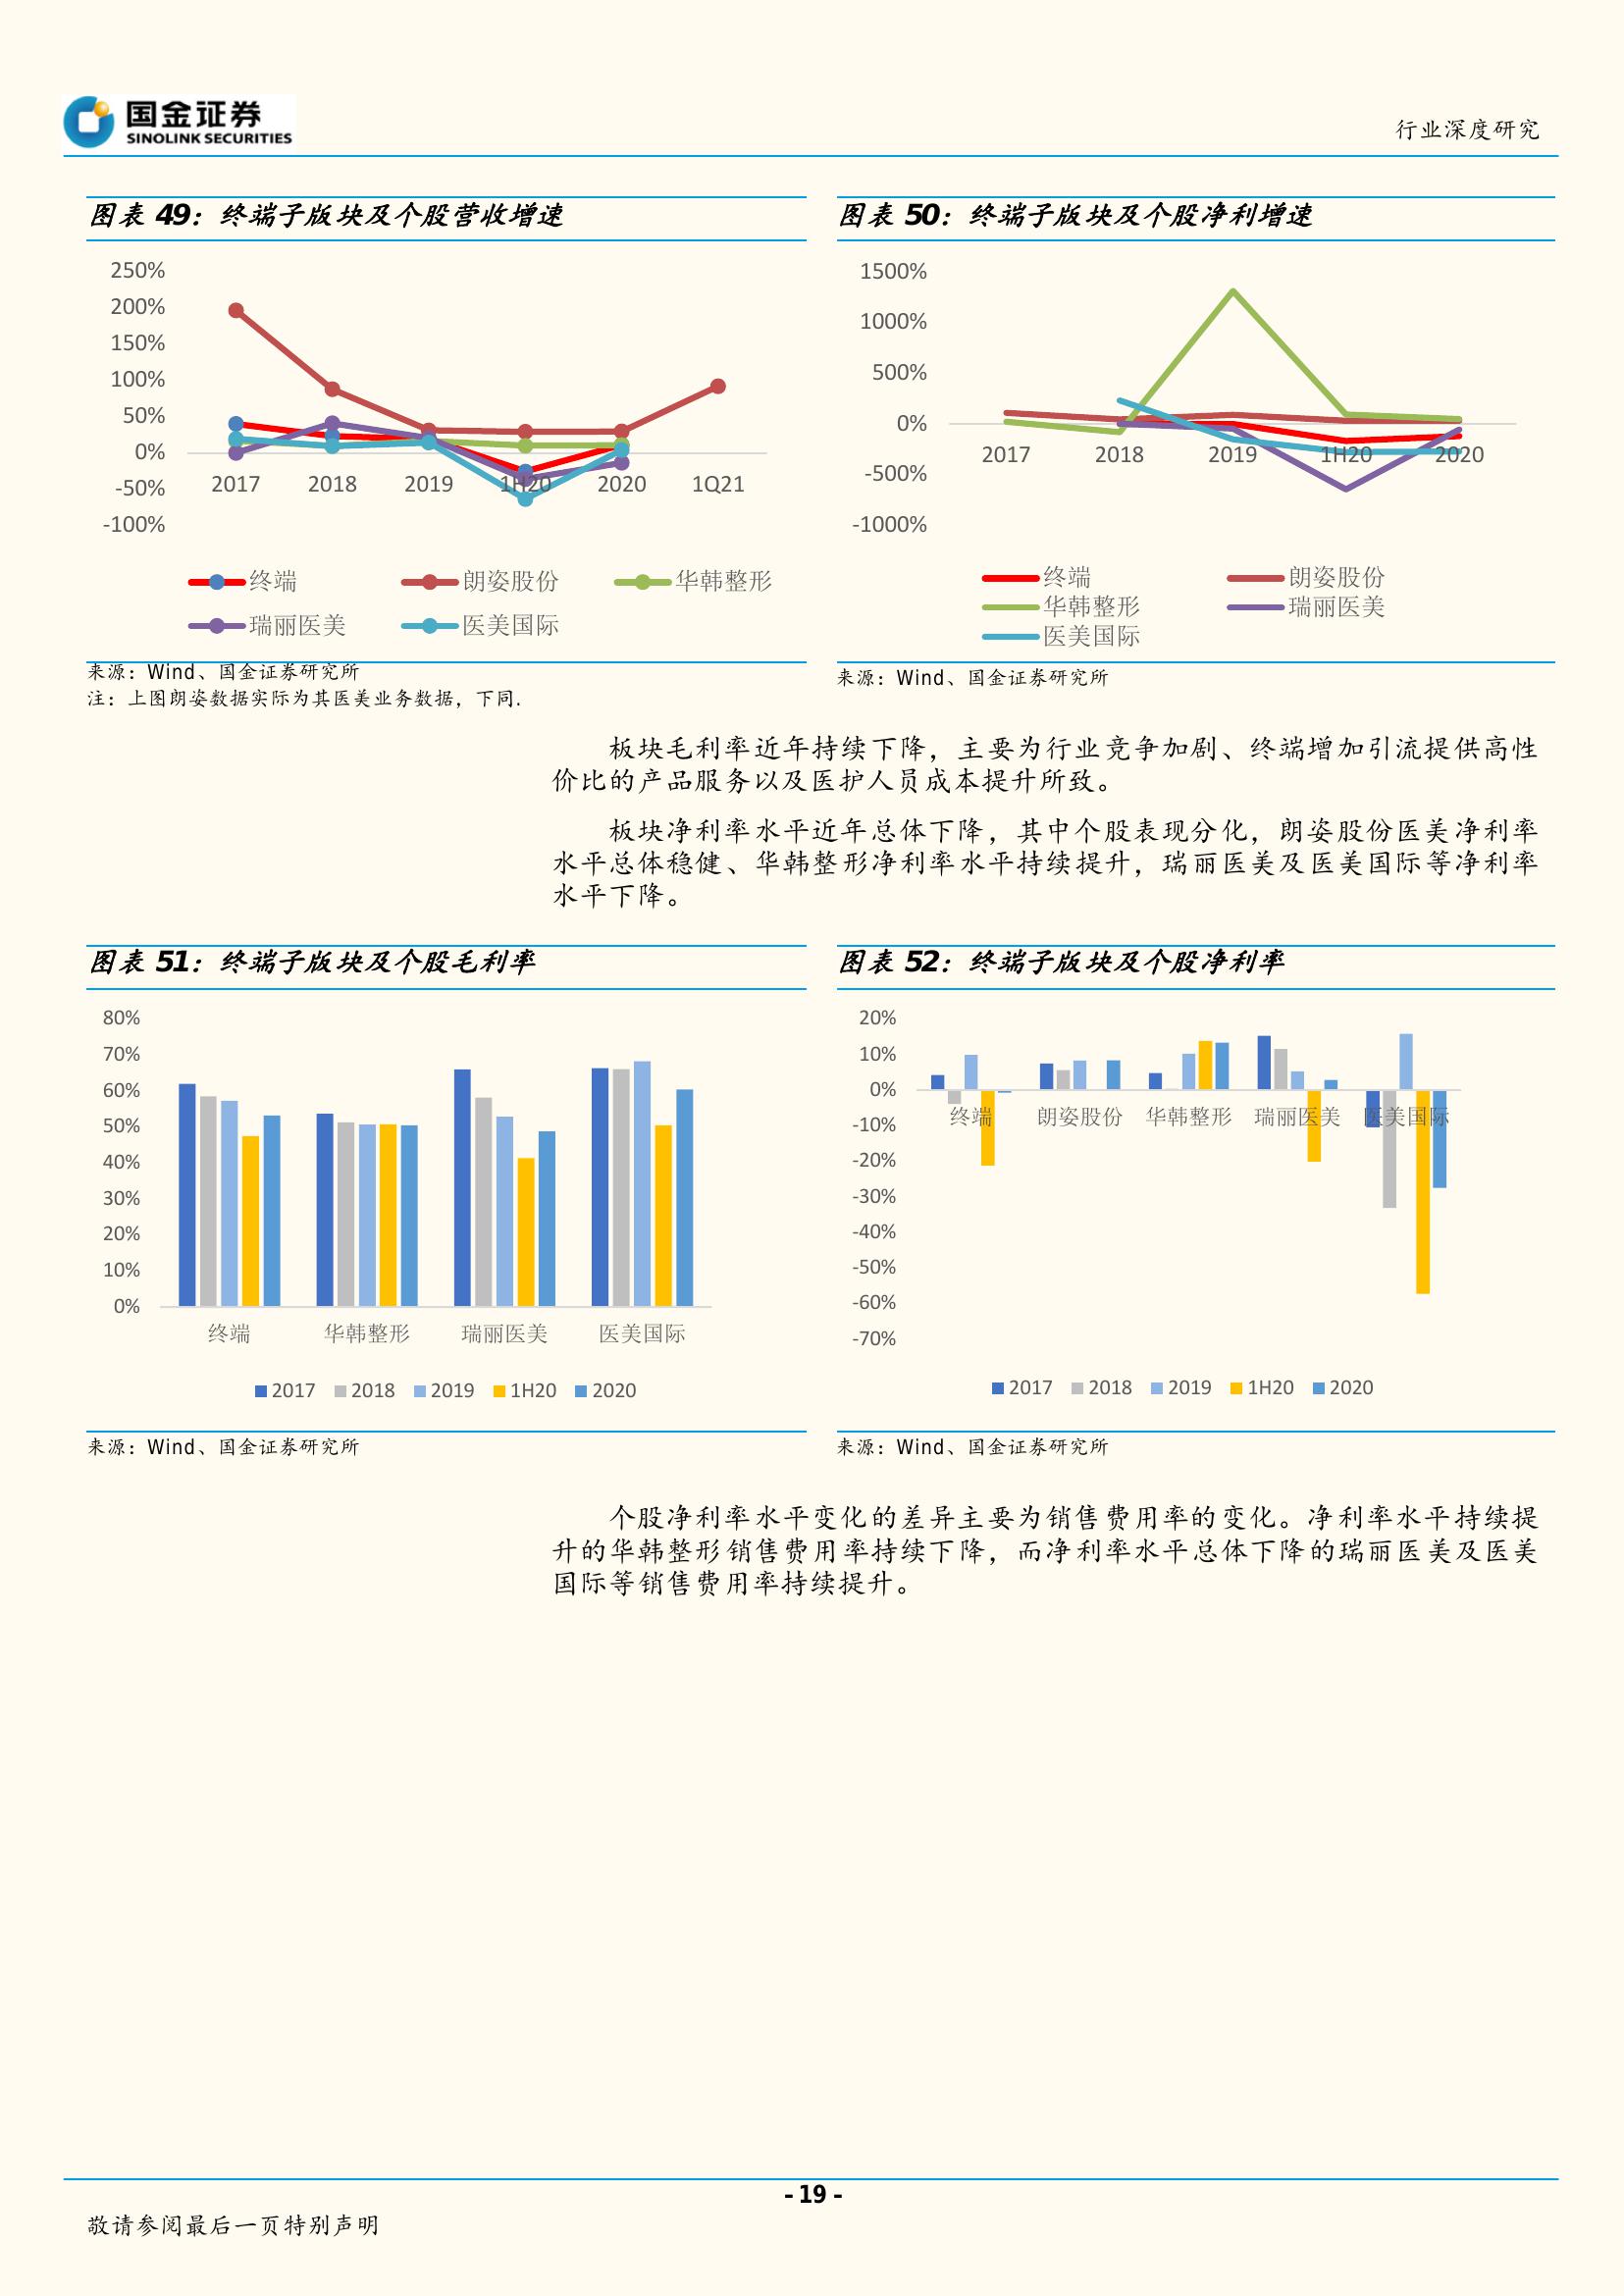 国金证券
SINOLINK SECURITIES
行业深度研究
图表 49：终端子版块及个股营收增速
250%
200%
150%
100%
50%
0%
-50%
-100%
2017 2018 2019 1H20 2020 1Q21
终端 朗姿股份 华韩整形
瑞丽医美 医美国际
来源：Wind、国金证券研究所
注：上图朗姿数据实际为其医美业务数据，下同.
图表 50：终端子版块及个股净利增速
1500%
1000%
500%
0%
-500%
-1000%
2017 2018 2019 1H20 2020
终端 朗姿股份
华韩整形 瑞丽医美
医美国际
来源：Wind、国金证券研究所
板块毛利率近年持续下降，主要为行业竞争加剧、终端增加引流提供高性
价比的产品服务以及医护人员成本提升所致。
板块净利率水平近年总体下降，其中个股表现分化，朗姿股份医美净利率
水平总体稳健、华韩整形净利率水平持续提升，瑞丽医美及医美国际等净利率
水平下降。
图表 51：终端子版块及个股毛利率
80%
70%
60%
50%
40%
30%
20%
10%
0%
终端 华韩整形 瑞丽医美 医美国际
2017 2018 2019 1H20 2020
来源：Wind、国金证券研究所
图表 52：终端子版块及个股净利率
20%
10%
0%
-10%
-20%
-30%
-40%
-50%
-60%
-70%
终端 朗姿股份 华韩整形 瑞丽医美 医美国际
2017 2018 2019 1H20 2020
来源：Wind、国金证券研究所
个股净利率水平变化的差异主要为销售费用率的变化。净利率水平持续提
升的华韩整形销售费用率持续下降，而净利率水平总体下降的瑞丽医美及医美
国际等销售费用率持续提升。
- 19 -
敬请参阅最后一页特别声明